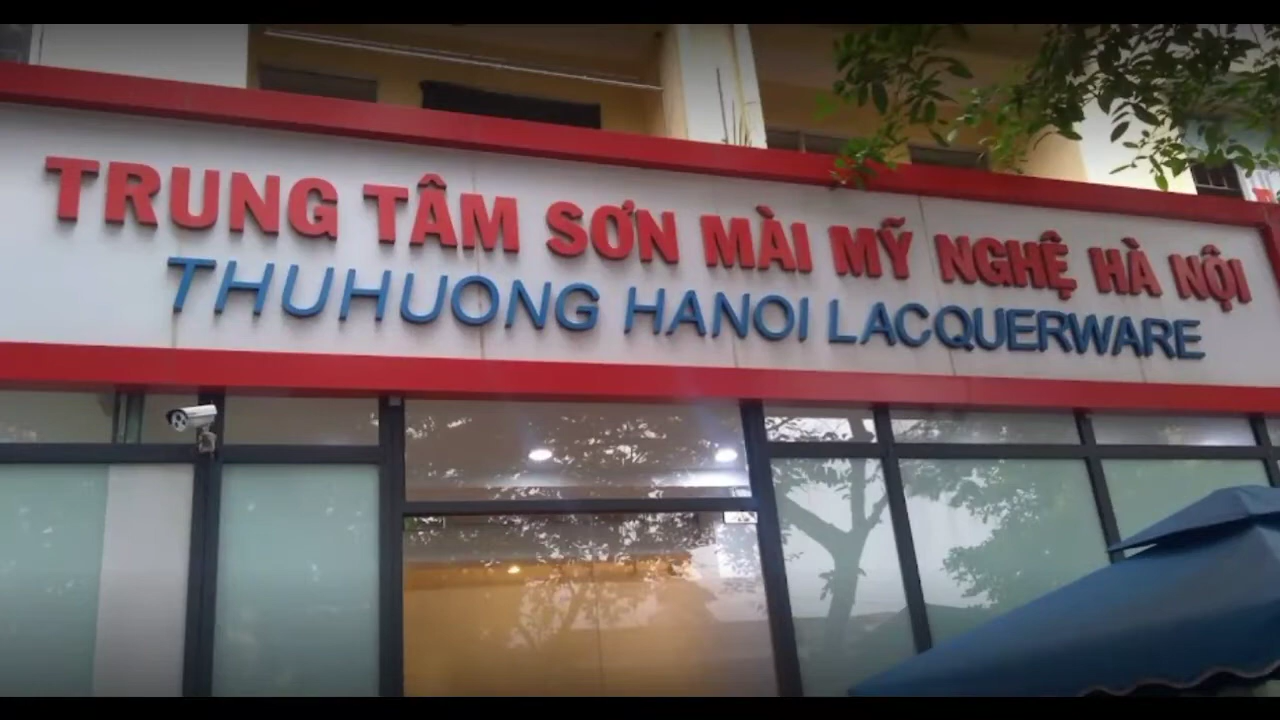 TRUNG TÂM SƠN MÀI MỸ NGHỆ HÀ NỘI
THUHUONG HANOI LACQUERWARE